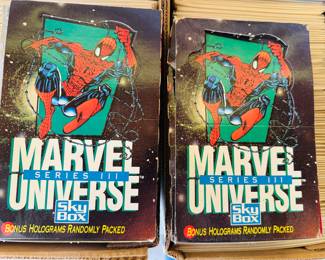 MARVEL
SERIES III
UNIVERSE™
SKY
BOX
BONUS HOLOGRAMS RANDOMLY PACKED
MARVEL
SERIES III
UNIVERSE
SKY
BOX
BONUS HOLOGRAMS RANDOMLY PACKED